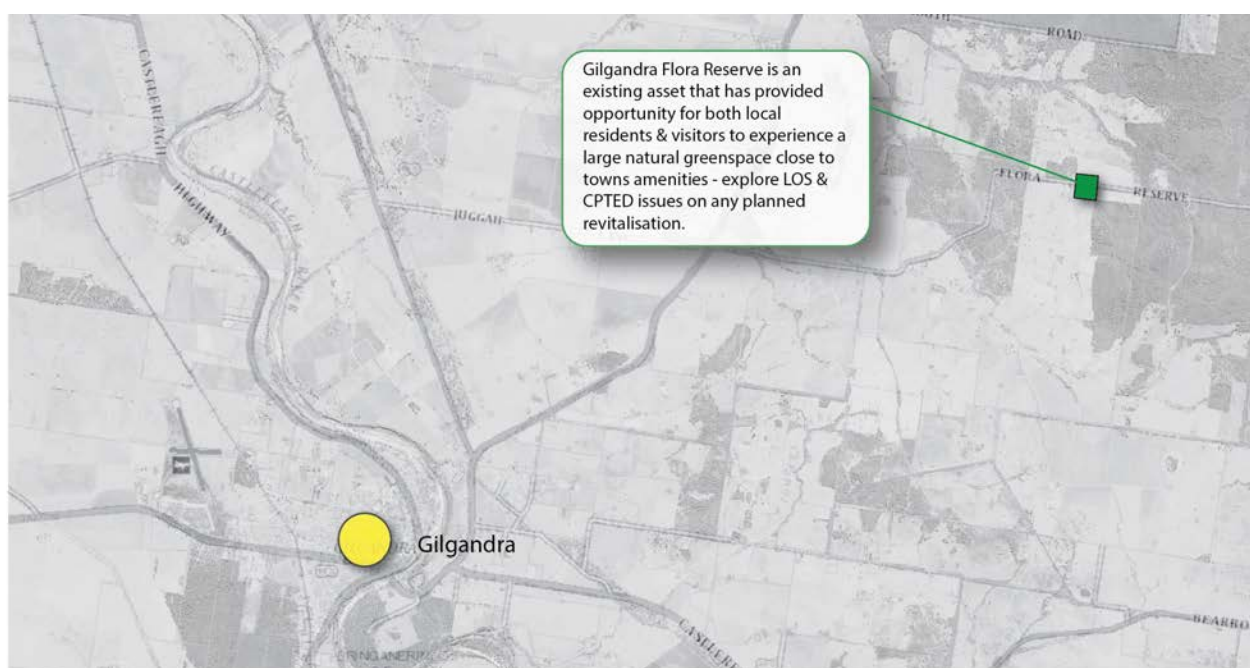 ROAD
Gilgandra Flora Reserve is an
existing asset that has provided
opportunity for both local
residents & visitors to experience a
large natural greenspace close to
towns amenities - explore LOS &
CPTED issues on any planned
revitalisation.
CASTLEREAGH
HIGHWAY
CASTLEREAGH RIVER
JUGGAH
FLORA
RESERVE
Gilgandra